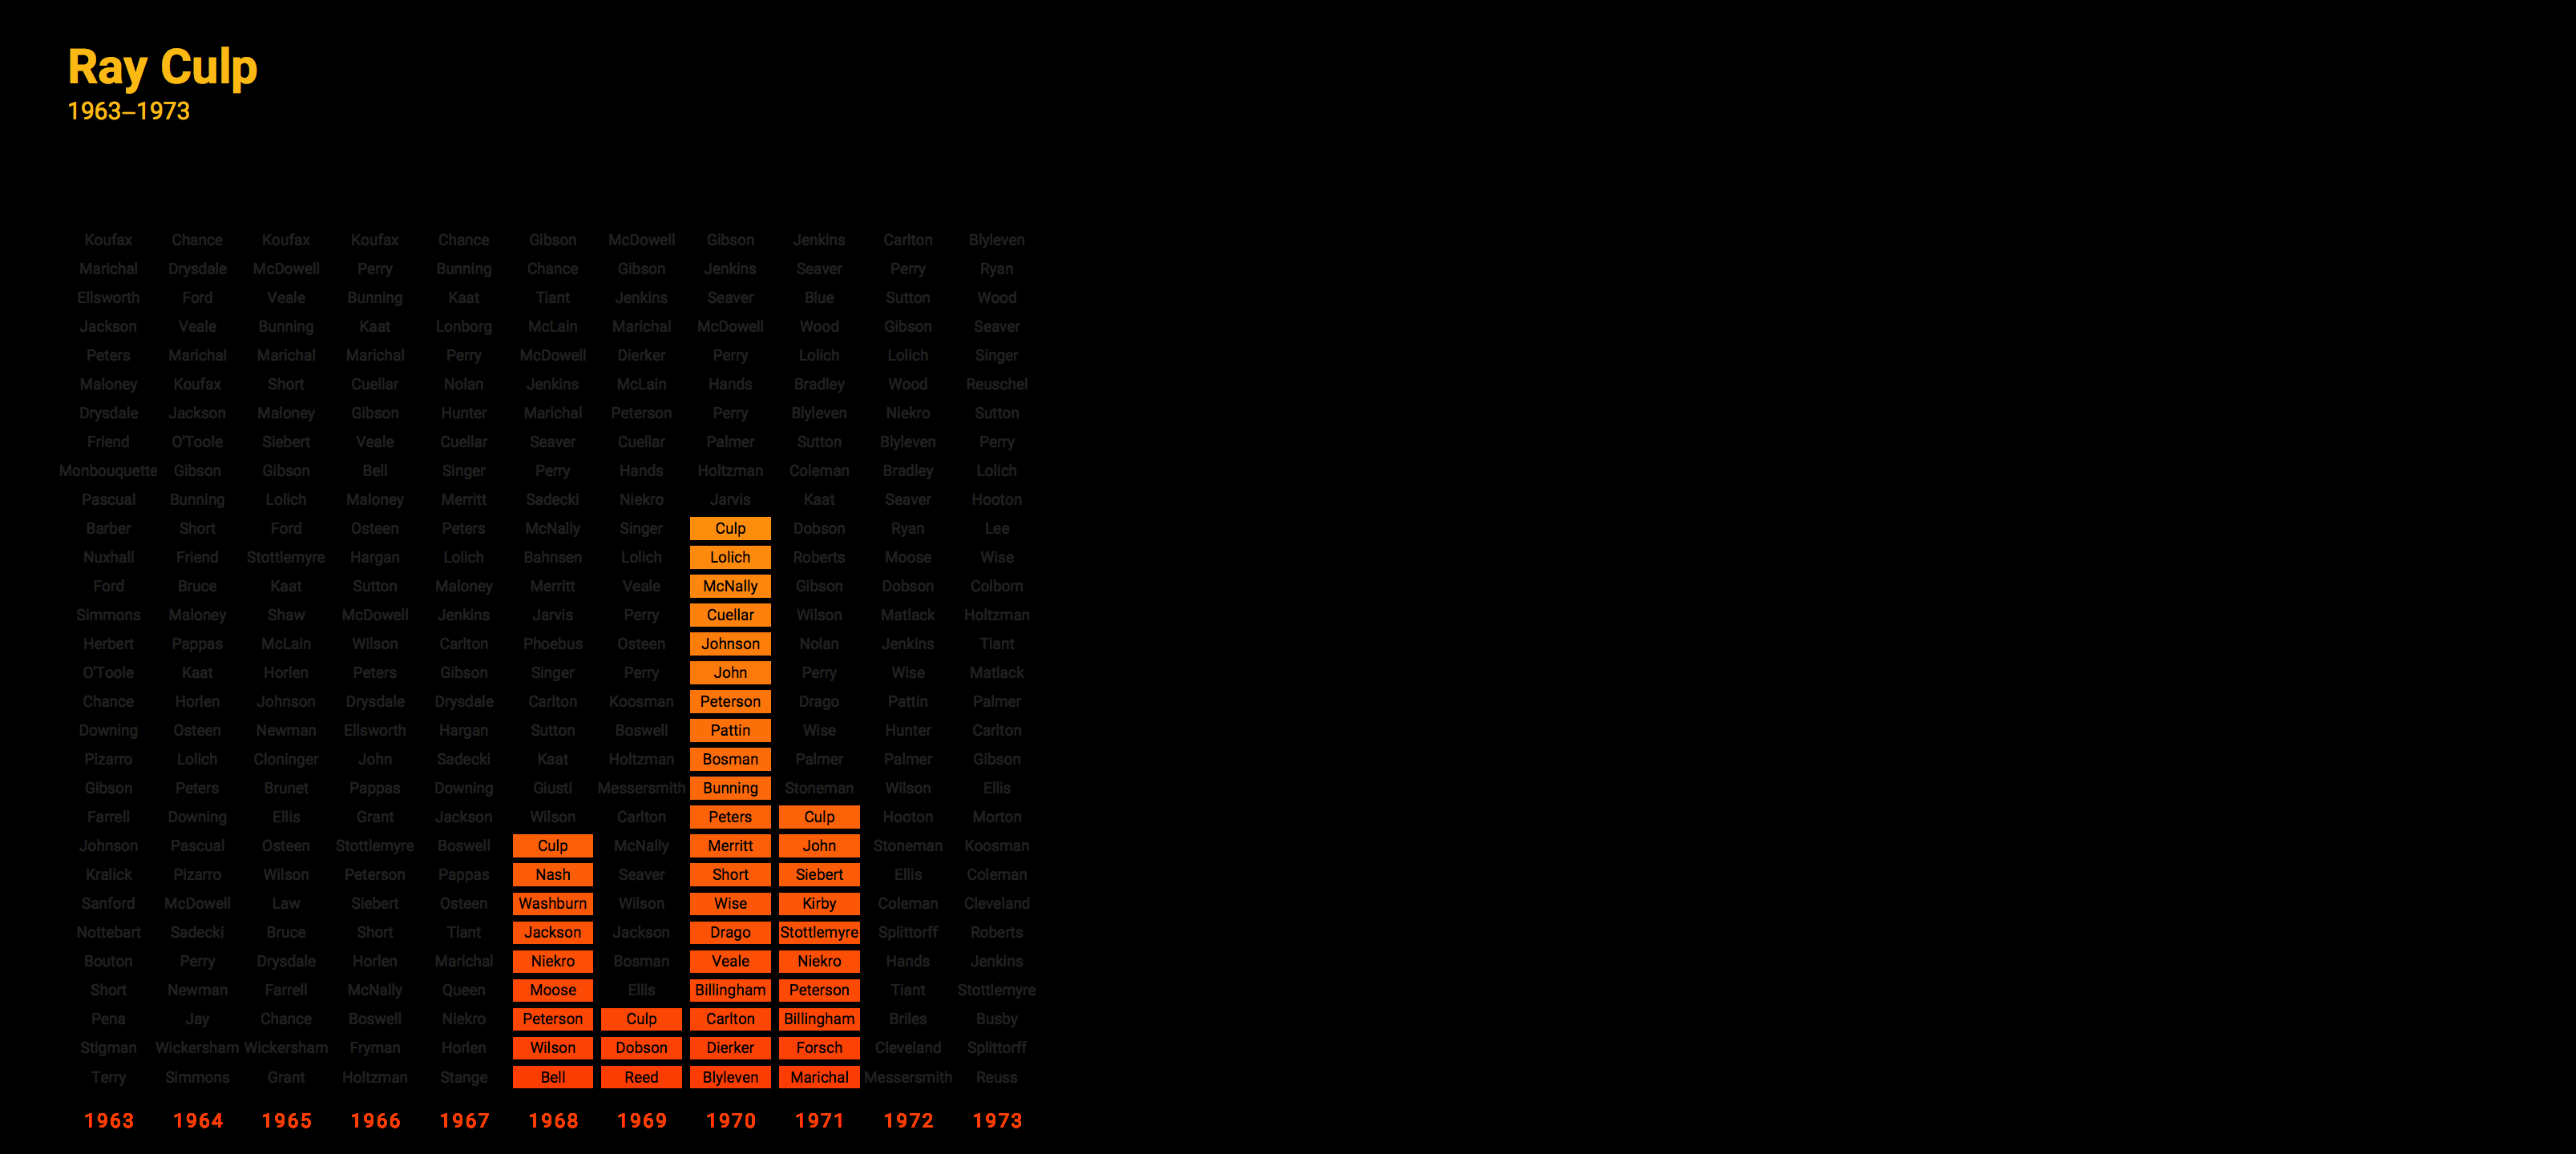 Ray Culp
1963–1973
Koufax Chance Koufax Koufax Chance Gibson McDowell Gibson Jenkins Carlton Blyleven
Marichal Drysdale McDowell Perry Bunning Chance Gibson Jenkins Seaver Perry Ryan
Ellsworth Ford Veale Bunning Kaat Tiant Jenkins Seaver Blue Sutton Wood
Jackson Veale Bunning Kaat Lonborg McLain Marichal McDowell Wood Gibson Seaver
Peters Marichal Marichal Marichal Perry McDowell Dierker Perry Lolich Lolich Singer
Maloney Koufax Short Cuellar Nolan Jenkins McLain Hands Bradley Wood Reuschel
Drysdale Jackson Maloney Gibson Hunter Marichal Peterson Perry Blyleven Niekro Sutton
Friend O'Toole Siebert Veale Cuellar Seaver Cuellar Palmer Sutton Blyleven Perry
Monbouquette Gibson Gibson Bell Singer Perry Hands Holtzman Coleman Bradley Lolich
Pascual Bunning Lolich Maloney Merritt Sadecki Niekro Jarvis Kaat Seaver Hooton
Barber Short Ford Osteen Peters McNally Singer Culp Dobson Ryan Lee
Nuxhall Friend Stottlemyre Hargan Lolich Bahnsen Lolich Lolich Roberts Moose Wise
Ford Bruce Kaat Sutton Maloney Merritt Veale McNally Gibson Dobson Colborn
Simmons Maloney Shaw McDowell Jenkins Jarvis Perry Cuellar Wilson Matlack Holtzman
Herbert Pappas McLain Wilson Carlton Phoebus Osteen Johnson Nolan Jenkins Tiant
O'Toole Kaat Horlen Peters Gibson Singer Perry John Perry Wise Matlack
Chance Horlen Johnson Drysdale Drysdale Carlton Koosman Peterson Drago Pattin Palmer
Downing Osteen Newman Ellsworth Hargan Sutton Boswell Pattin Wise Hunter Carlton
Pizarro Lolich Cloninger John Sadecki Kaat Holtzman Bosman Palmer Palmer Gibson
Gibson Peters Brunet Pappas Downing Giusti Messersmith Bunning Stoneman Wilson Ellis
Farrell Downing Ellis Grant Jackson Wilson Carlton Peters Culp Hooton Morton
Johnson Pascual Osteen Stottlemyre Boswell Culp McNally Merritt John Stoneman Koosman
Kralick Pizarro Wilson Peterson Pappas Nash Seaver Short Siebert Ellis Coleman
Sanford McDowell Law Siebert Osteen Washburn Wilson Wise Kirby Coleman Cleveland
Nottebart Sadecki Bruce Short Tiant Jackson Jackson Drago Stottlemyre Splittorff Roberts
Bouton Perry Drysdale Horlen Marichal Niekro Bosman Veale Niekro Hands Jenkins
Short Newman Farrell McNally Queen Moose Ellis Billingham Peterson Tiant Stottlemyre
Pena Jay Chance Boswell Niekro Peterson Culp Carlton Billingham Briles Busby
Stigman Wickersham Wickersham Fryman Horlen Wilson Dobson Dierker Forsch Cleveland Splittorff
Terry Simmons Grant Holtzman Stange Bell Reed Blyleven Marichal Messersmith Reuss
1963 1964 1965 1966 1967 1968 1969 1970 1971 1972 1973